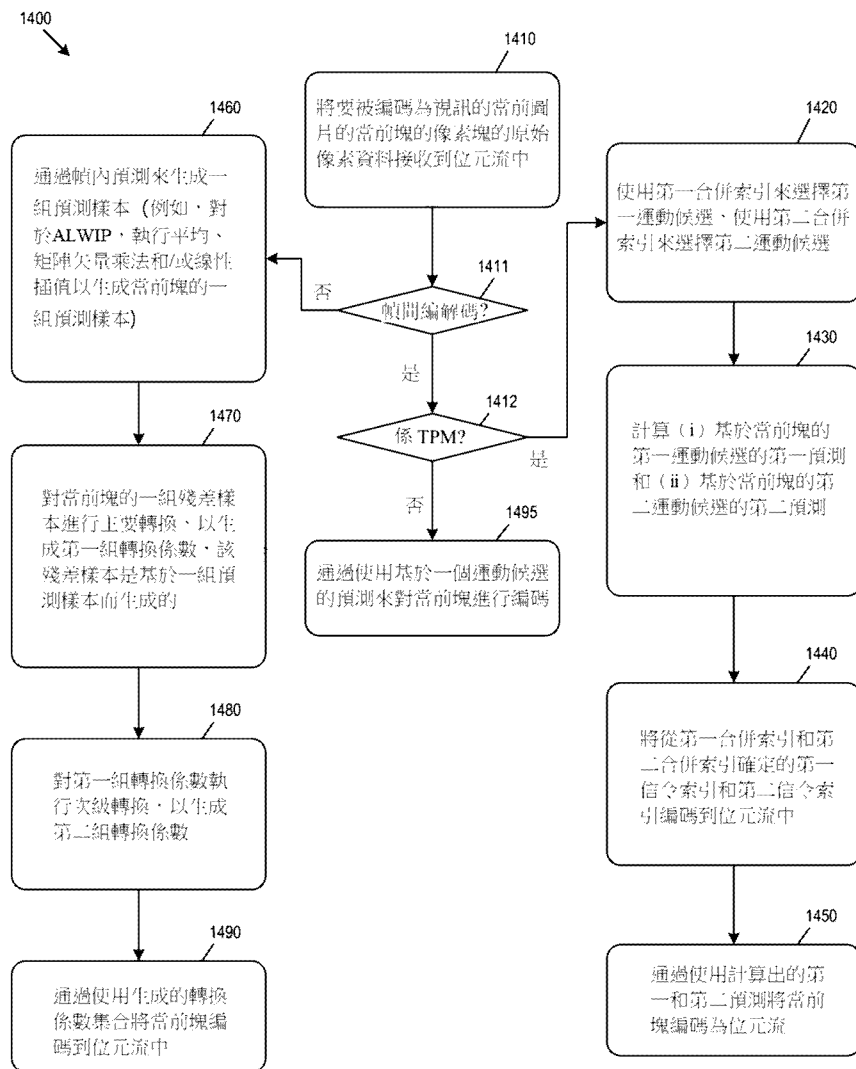 1400
1410
將要被編碼為視訊的當前圖
片的當前塊的像素塊的原始
像素資料接收到位元流中
1411
幀間編解碼?
否
是
1412
係 TPM?
是
否
1495
通過使用基於一個運動候選
的預測來對當前塊進行編碼
1460
通過幀內預測來生成一
組預測樣本 (例如，對
於ALWIP，執行平均、
矩陣矢量乘法和/或線性
插值以生成當前塊的一
組預測樣本)
1470
對當前塊的一組殘差樣
本進行主要轉換、以生
成第一組轉換係數，該
殘差樣本是基於一組預
測樣本而生成的
1480
對第一組轉換係數執
行次級轉換，以生成
第二組轉換係數
1490
通過使用生成的轉換
係數集合將當前塊編
碼到位元流中
1420
使用第一合併索引來選擇第
一運動候選、使用第二合併
索引來選擇第二運動候選
1430
計算（i）基於當前塊的
第一運動候選的第一預測
和（ii）基於當前塊的第
二運動候選的第二預測
1440
將從第一合併索引和第
二合併索引確定的第一
信令索引和第二信令索
引編碼到位元流中
1450
通過使用計算出的第
一和第二預測將當前
塊編碼為位元流